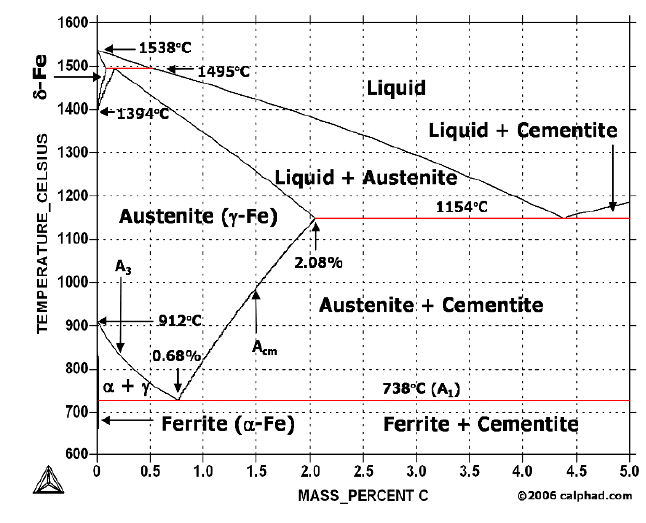 1600
1538°C
1500
1495°C
δ-Fe
Liquid
1400
1394°C
Liquid + Cementite
1300
Liquid + Austenite
1200
Austenite (γ-Fe)
1154°C
1100
2.08%
TEMPERATURE_CELSIUS
A3
1000
Austenite + Cementite
900
912°C
0.68%
Acm
800
α + γ
738°C (A1)
700
Ferrite (α-Fe)
Ferrite + Cementite
600
0 0.5 1.0 1.5 2.0 2.5 3.0 3.5 4.0 4.5 5.0
MASS_PERCENT C
©2006 calphad.com